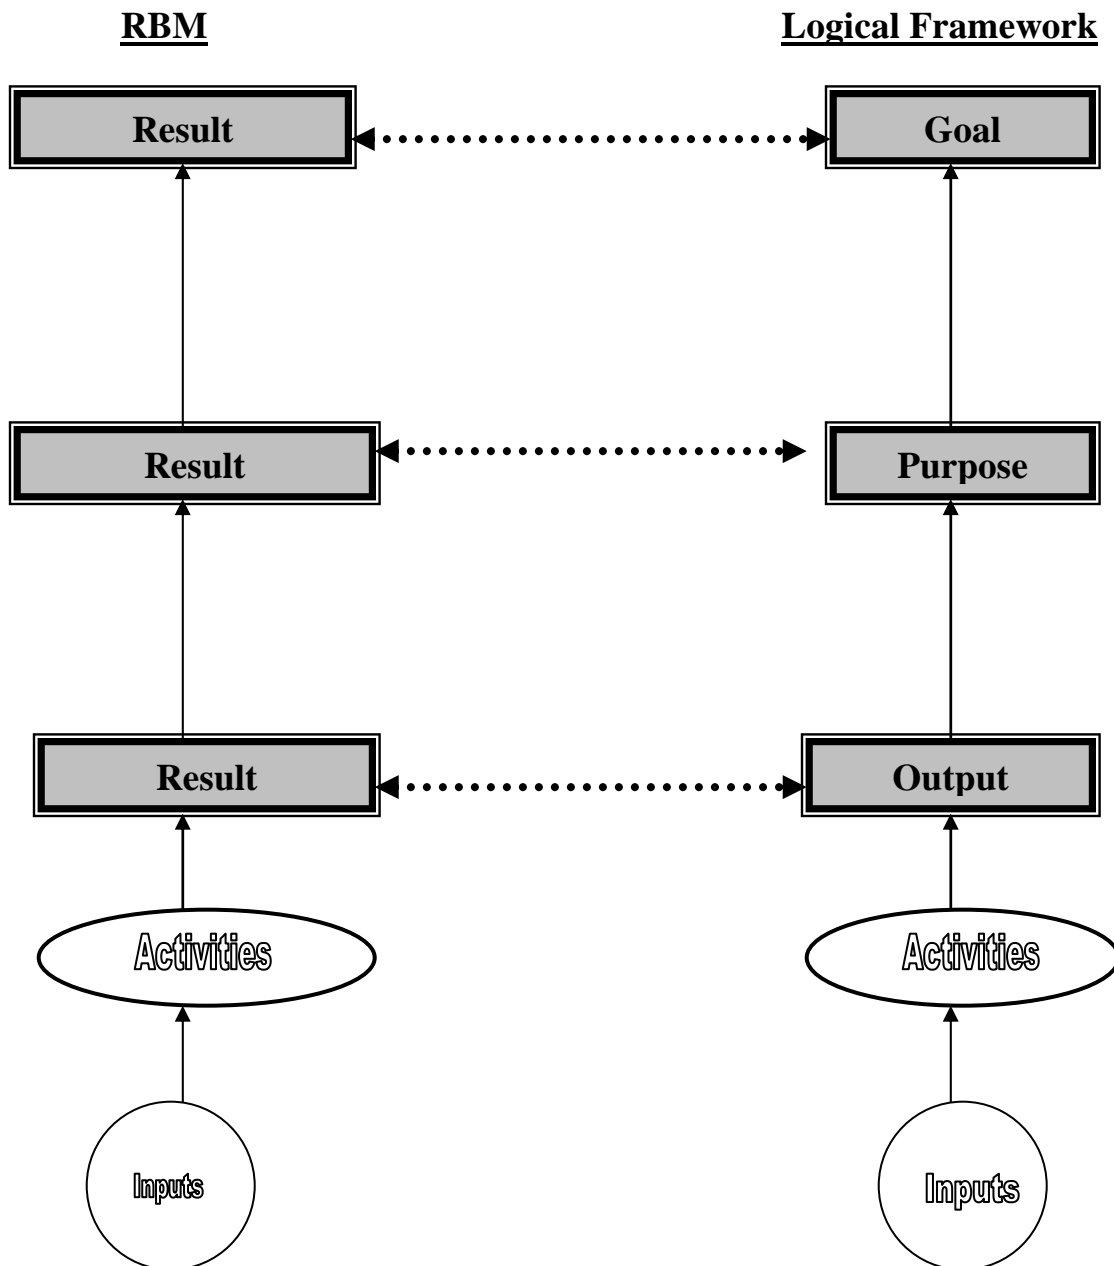 RBM Logical Framework
Result Goal
Result Purpose
Result Output
Activities Activities
Inputs Inputs